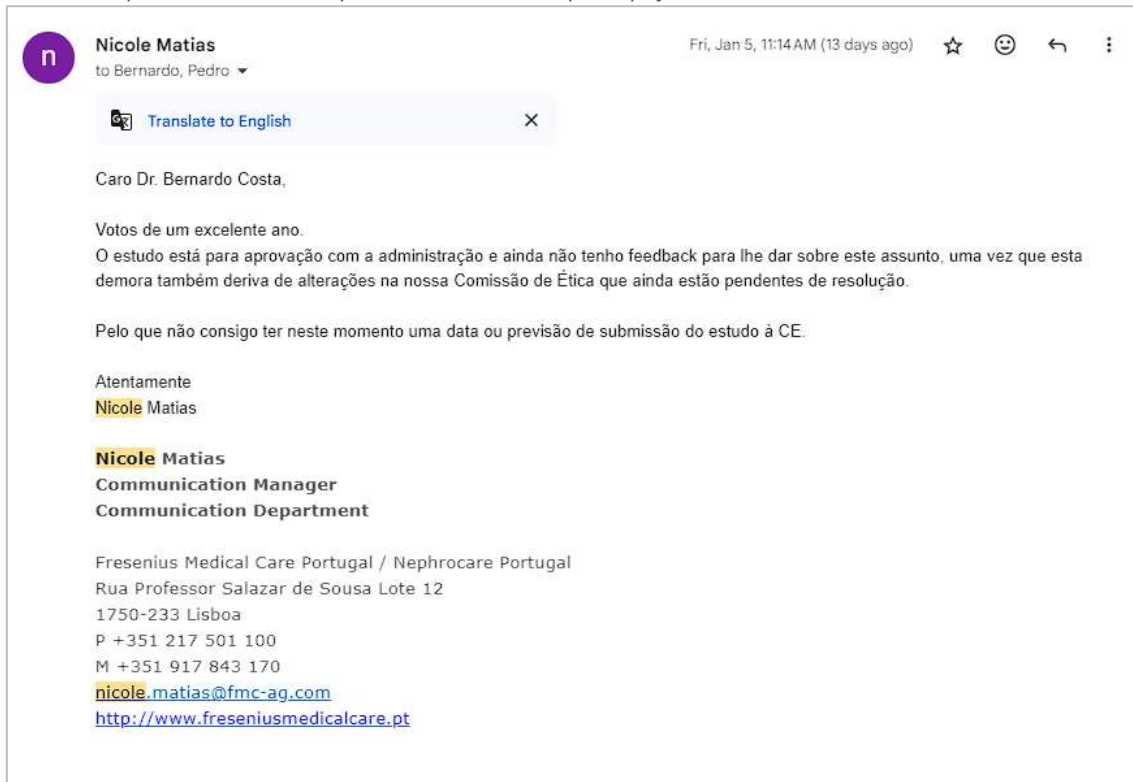 n
Nicole Matias
Fri, Jan 5, 11:14 AM (13 days ago)
to Bernardo, Pedro
Translate to English
Caro Dr. Bernardo Costa,
Votos de um excelente ano.
O estudo está para aprovação com a administração e ainda não tenho feedback para lhe dar sobre este assunto, uma vez que esta
demora também deriva de alterações na nossa Comissão de Ética que ainda estão pendentes de resolução.
Pelo que não consigo ter neste momento uma data ou previsão de submissão do estudo à CE.
Atentamente
Nicole Matias
Nicole Matias
Communication Manager
Communication Department
Fresenius Medical Care Portugal / Nephrocare Portugal
Rua Professor Salazar de Sousa Lote 12
1750-233 Lisboa
P +351 217 501 100
M +351 917 843 170
nicole.matias@fmc-ag.com
http://www.freseniusmedicalcare.pt